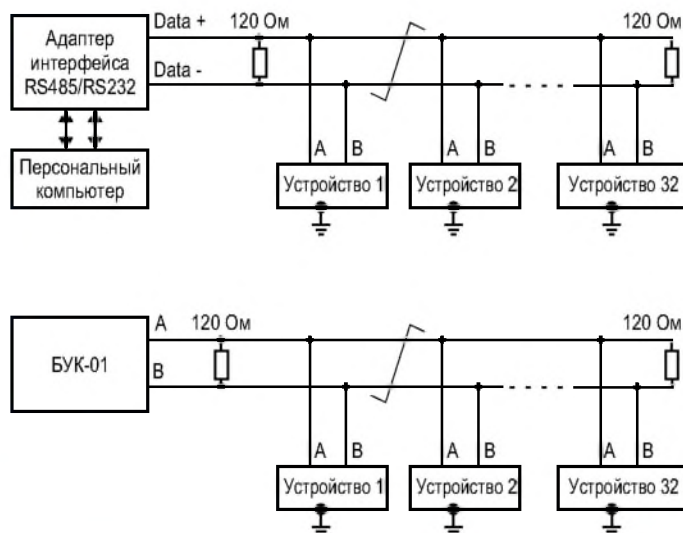 Data +
120 Ом
120 Ом
Адаптер
интерфейса
RS485/RS232
Data -
A
B
A
B
A
B
Персональный
компьютер
Устройство 1
Устройство 2
Устройство 32
A
120 Ом
120 Ом
БУК-01
B
A
B
A
B
A
B
Устройство 1
Устройство 2
Устройство 32